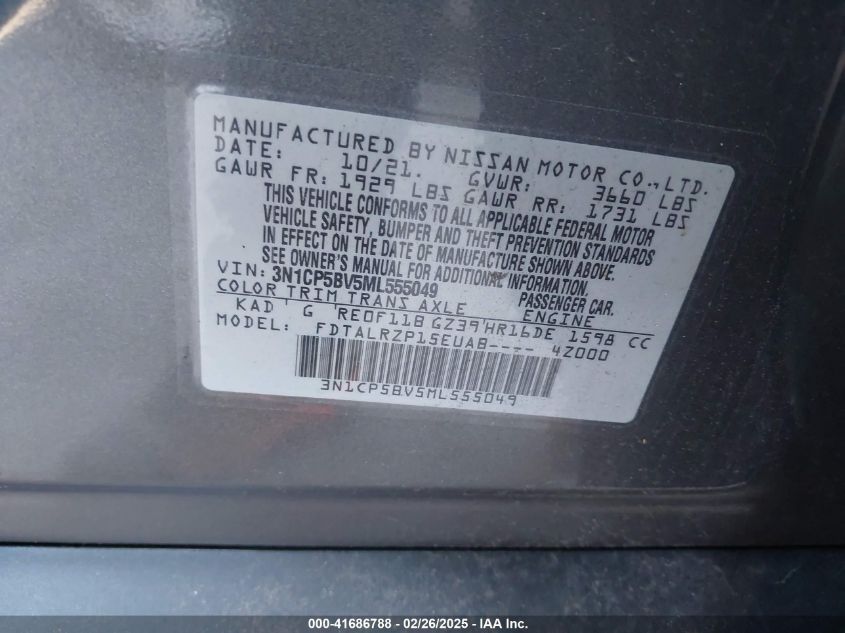 MANUFACTURED BY NISSAN MOTOR CO., LTD.
DATE: 10/21. GVWR: 3660 LBS
GAWR FR: 1929 LBS GAWR RR: 1731 LBS
THIS VEHICLE CONFORMS TO ALL APPLICABLE FEDERAL MOTOR
VEHICLE SAFETY, BUMPER AND THEFT PREVENTION STANDARDS
IN EFFECT ON THE DATE OF MANUFACTURE SHOWN ABOVE.
SEE OWNER'S MANUAL FOR ADDITIONAL INFORMATION.
VIN: 3N1CP5BV5ML555049 PASSENGER CAR.
COLOR TRIM TRANS AXLE ENGINE
KAD ' G 'RE0F11B GZ39'HR16DE 1598 CC
MODEL: FDTALRZP15EUAB---- 4Z000
3N1CP5BV5ML555049
000-41686788 - 02/26/2025 - IAA Inc.